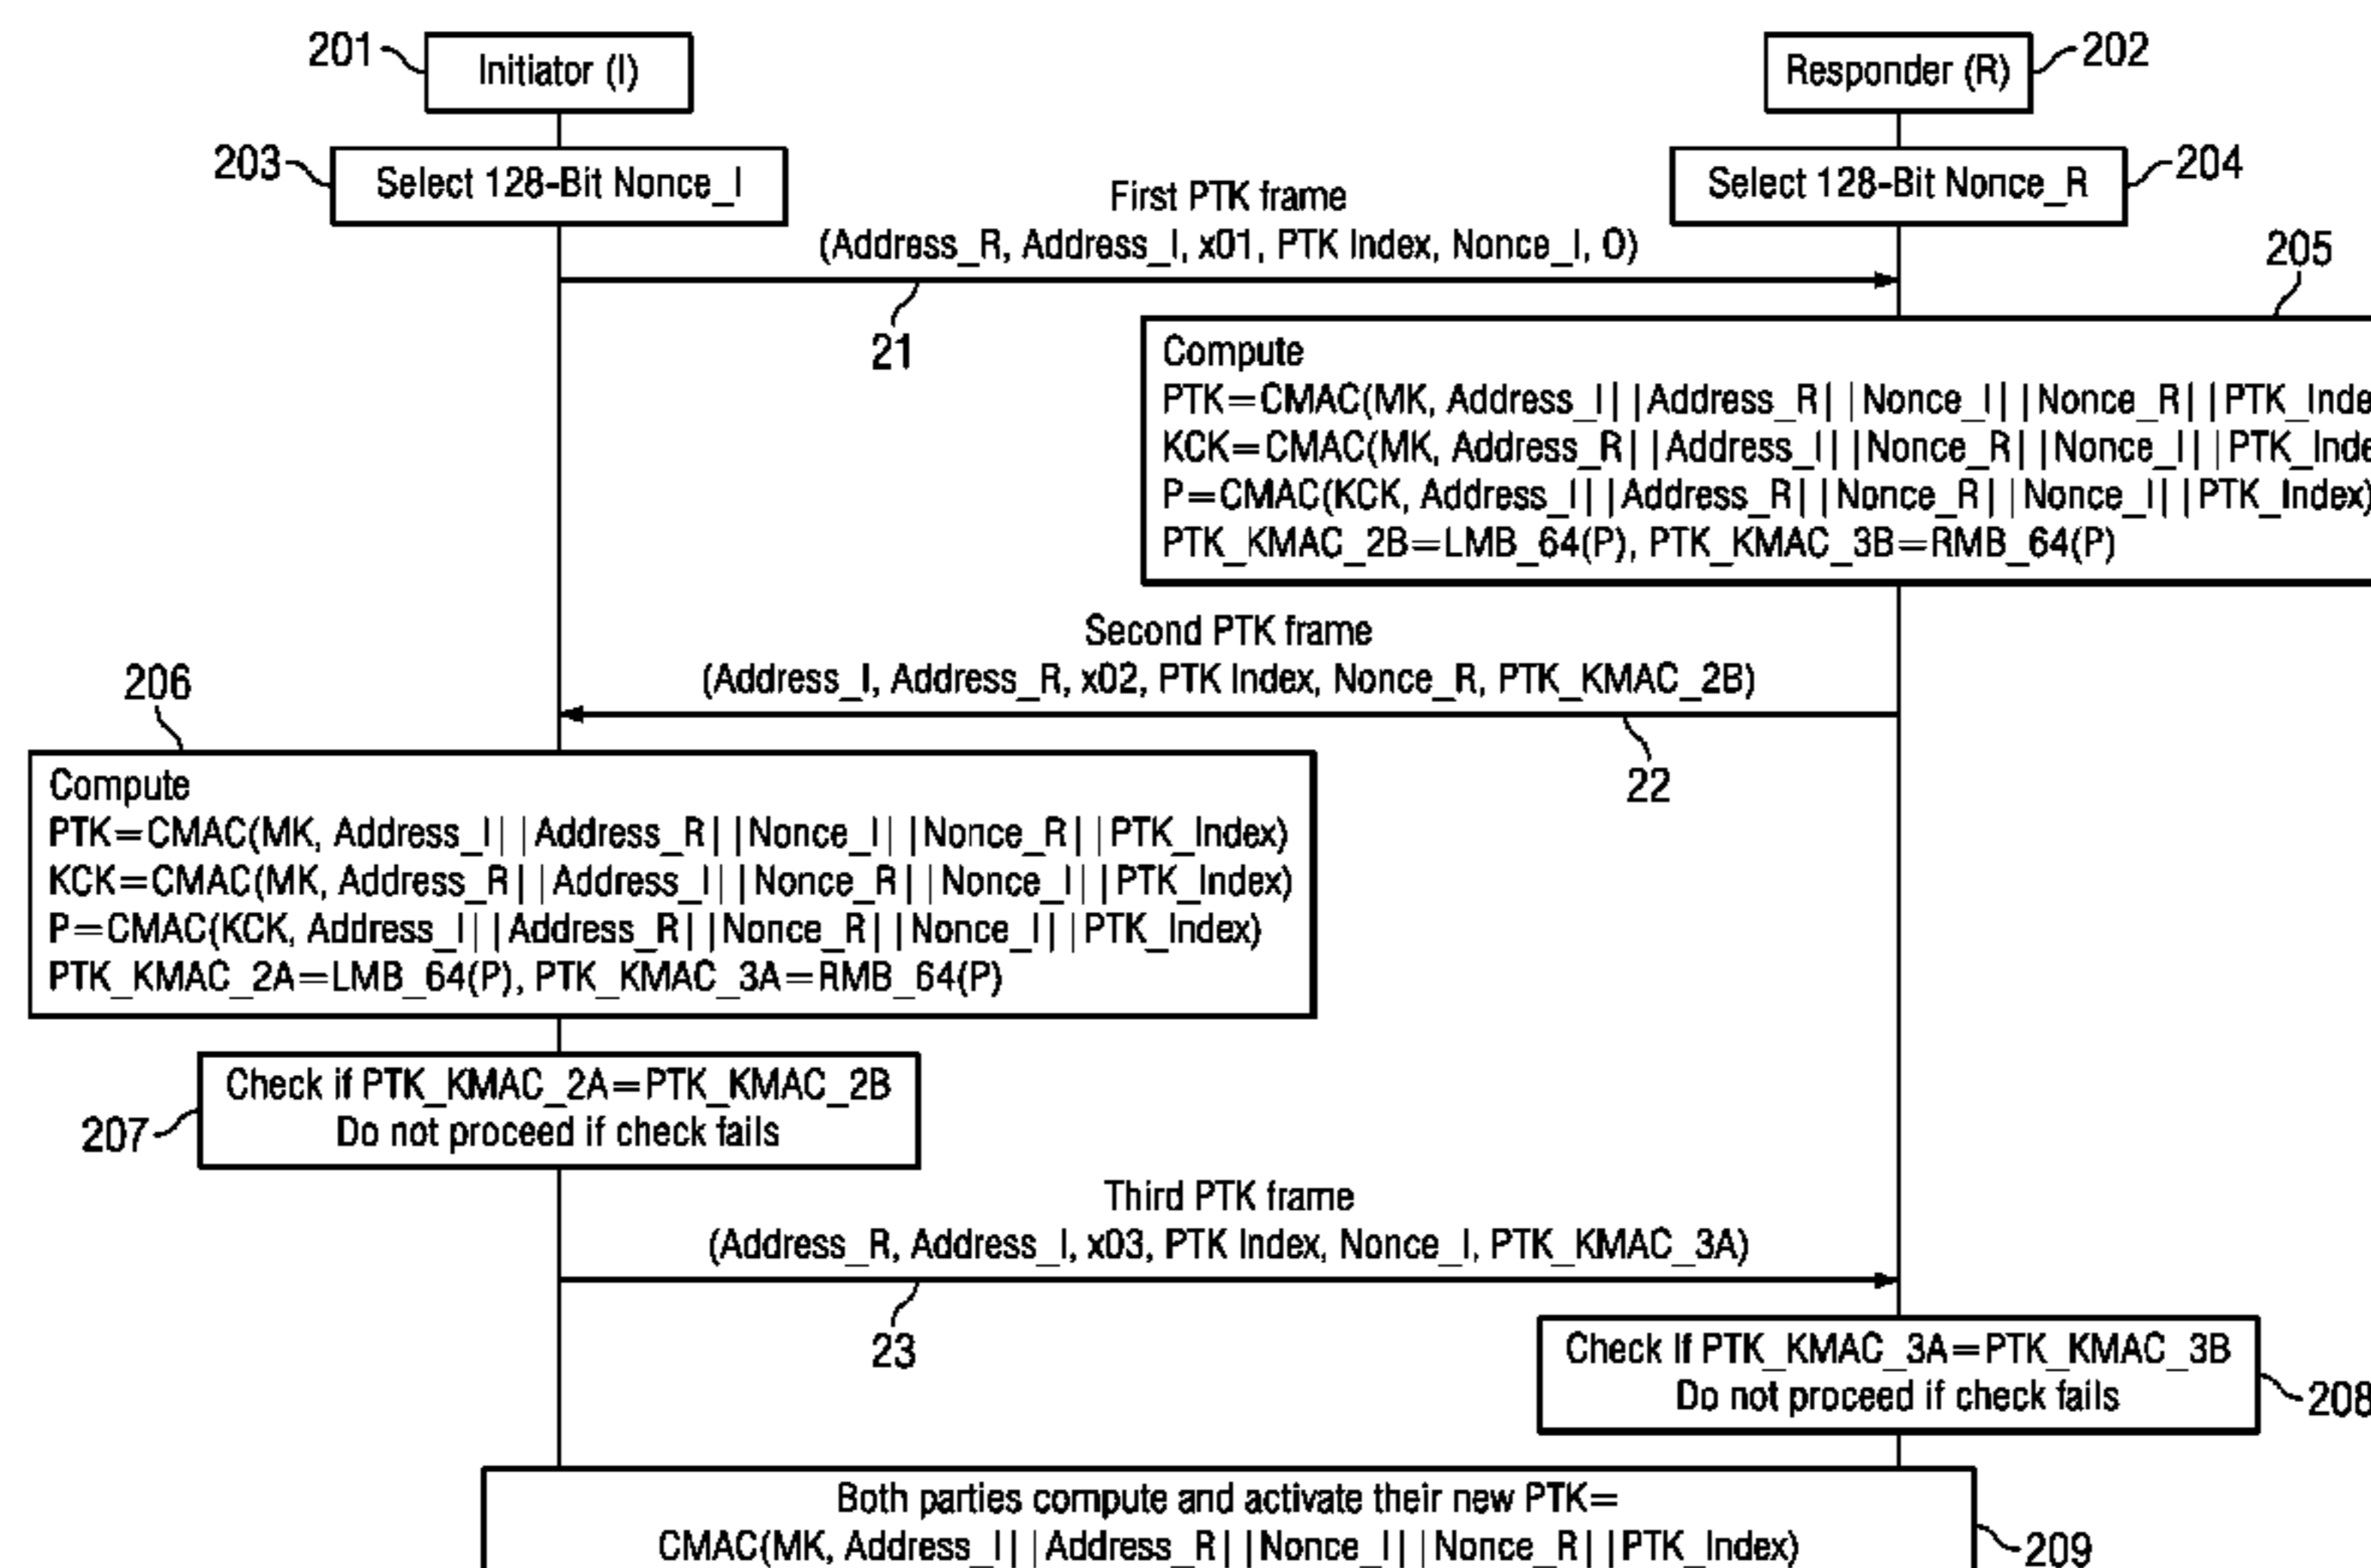 201
Initiator (I)
Responder (R)
202
203
Select 128-Bit Nonce_I
Select 128-Bit Nonce_R
204
First PTK frame
(Address_R, Address_I, x01, PTK Index, Nonce_I, 0)
21
205
Compute
PTK=CMAC(MK, Address_I||Address_R||Nonce_I||Nonce_R||PTK_Inde
KCK=CMAC(MK, Address_R||Address_I||Nonce_R||Nonce_I||PTK_Inde
P=CMAC(KCK, Address_I||Address_R||Nonce_R||Nonce_I||PTK_Index)
PTK_KMAC_2B=LMB_64(P), PTK_KMAC_3B=RMB_64(P)
Second PTK frame
(Address_I, Address_R, x02, PTK Index, Nonce_R, PTK_KMAC_2B)
22
206
Compute
PTK=CMAC(MK, Address_I||Address_R||Nonce_I||Nonce_R||PTK_Index)
KCK=CMAC(MK, Address_R||Address_I||Nonce_R||Nonce_I||PTK_Index)
P=CMAC(KCK, Address_I||Address_R||Nonce_R||Nonce_I||PTK_Index)
PTK_KMAC_2A=LMB_64(P), PTK_KMAC_3A=RMB_64(P)
207
Check if PTK_KMAC_2A=PTK_KMAC_2B
Do not proceed if check fails
Third PTK frame
(Address_R, Address_I, x03, PTK Index, Nonce_I, PTK_KMAC_3A)
23
Check If PTK_KMAC_3A=PTK_KMAC_3B
Do not proceed if check fails
208
Both parties compute and activate their new PTK=
CMAC(MK, Address_I||Address_R||Nonce_I||Nonce_R||PTK_Index)
209